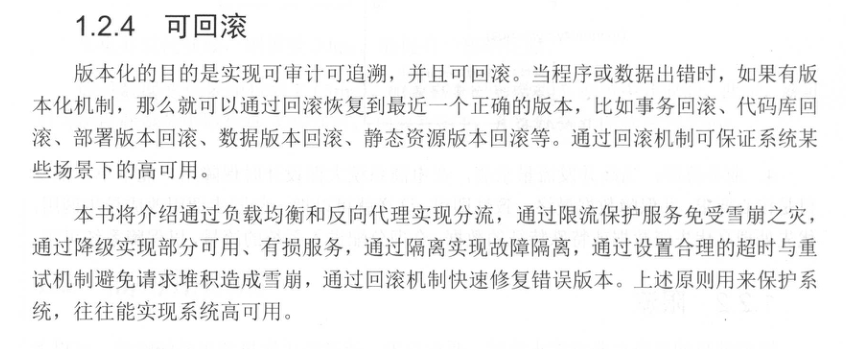 1.2.4 可回滚
版本化的目的是实现可审计可追溯，并且可回滚。当程序或数据出错时，如果有版
本化机制，那么就可以通过回滚恢复到最近一个正确的版本，比如事务回滚、代码库回
滚、部署版本回滚、数据版本回滚、静态资源版本回滚等。通过回滚机制可保证系统某
些场景下的高可用。
本书将介绍通过负载均衡和反向代理实现分流，通过限流保护服务免受雪崩之灾，
通过降级实现部分可用、有损服务，通过隔离实现故障隔离，通过设置合理的超时与重
试机制避免请求堆积造成雪崩，通过回滚机制快速修复错误版本。上述原则用来保护系
统，往往能实现系统高可用。